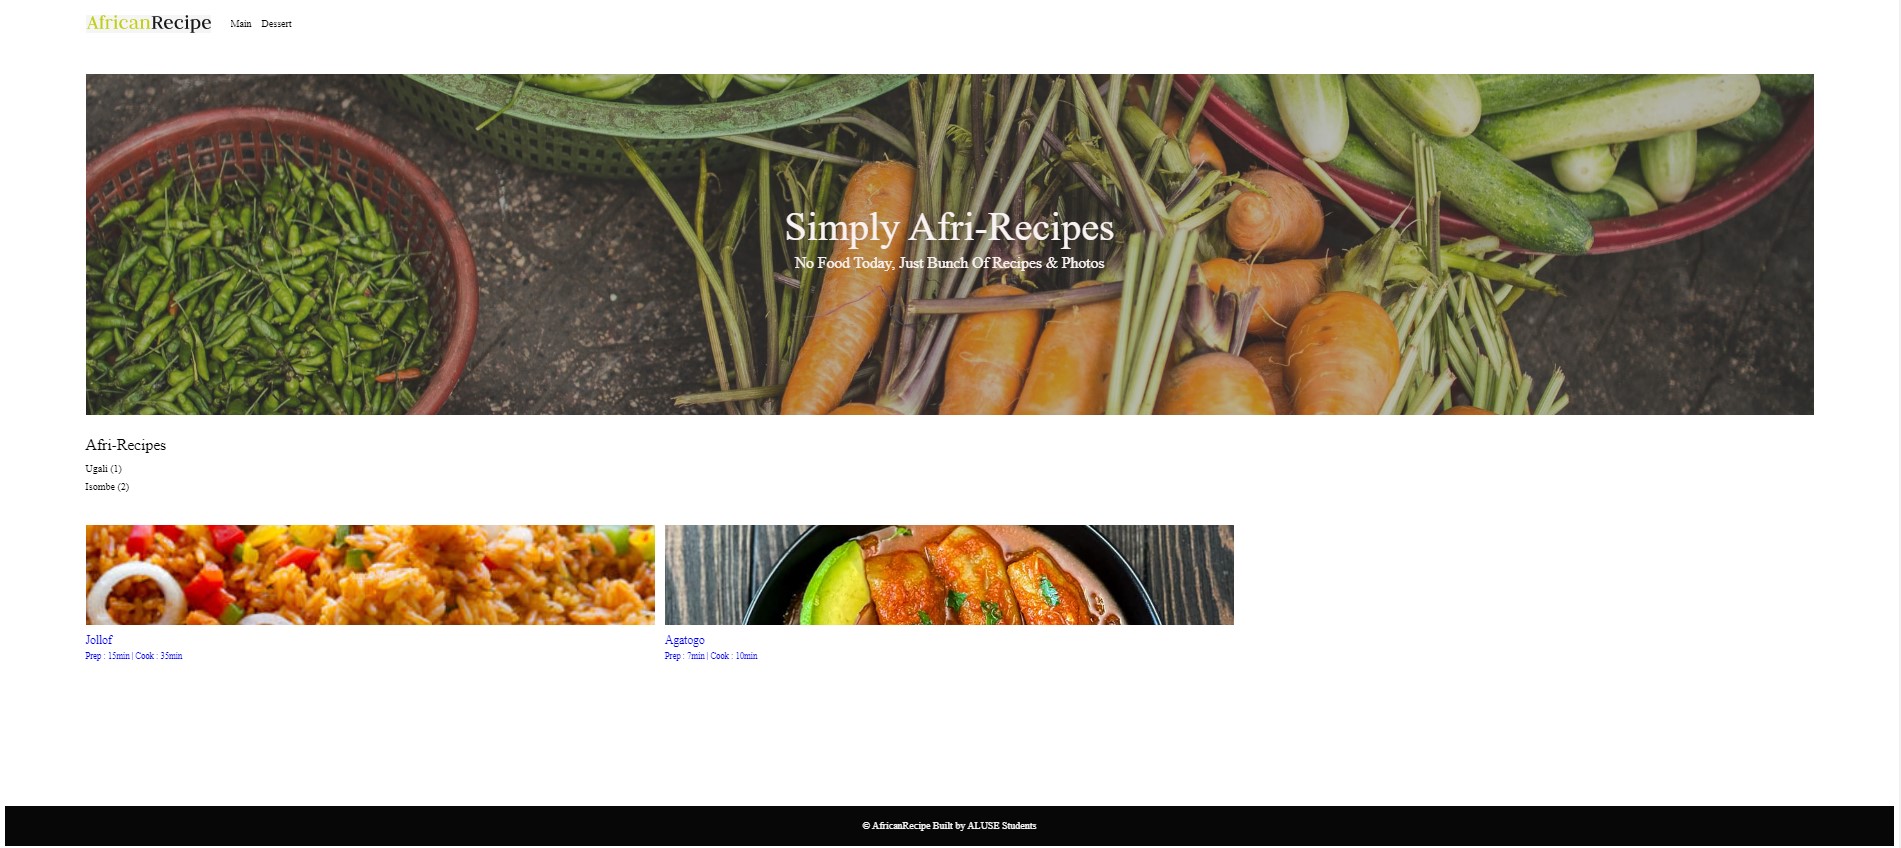 AfricanRecipe
Main Dessert
Simply Afri-Recipes
No Food Today, Just Bunch Of Recipes & Photos
Afri-Recipes
Ugali (1)
Isombe (2)
Jollof
Prep : 15min | Cook : 35min
Agatogo
Prep : 7min | Cook : 10min
© AfricanRecipe Built by ALUSE Students